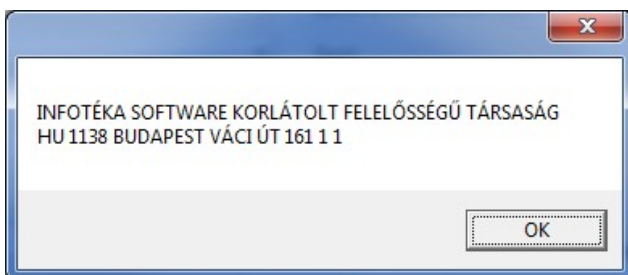 INFOTÉKA SOFTWARE KORLÁTOLT FELELŐSSÉGŰ TÁRSASÁG
HU 1138 BUDAPEST VÁCI ÚT 161 1 1
OK